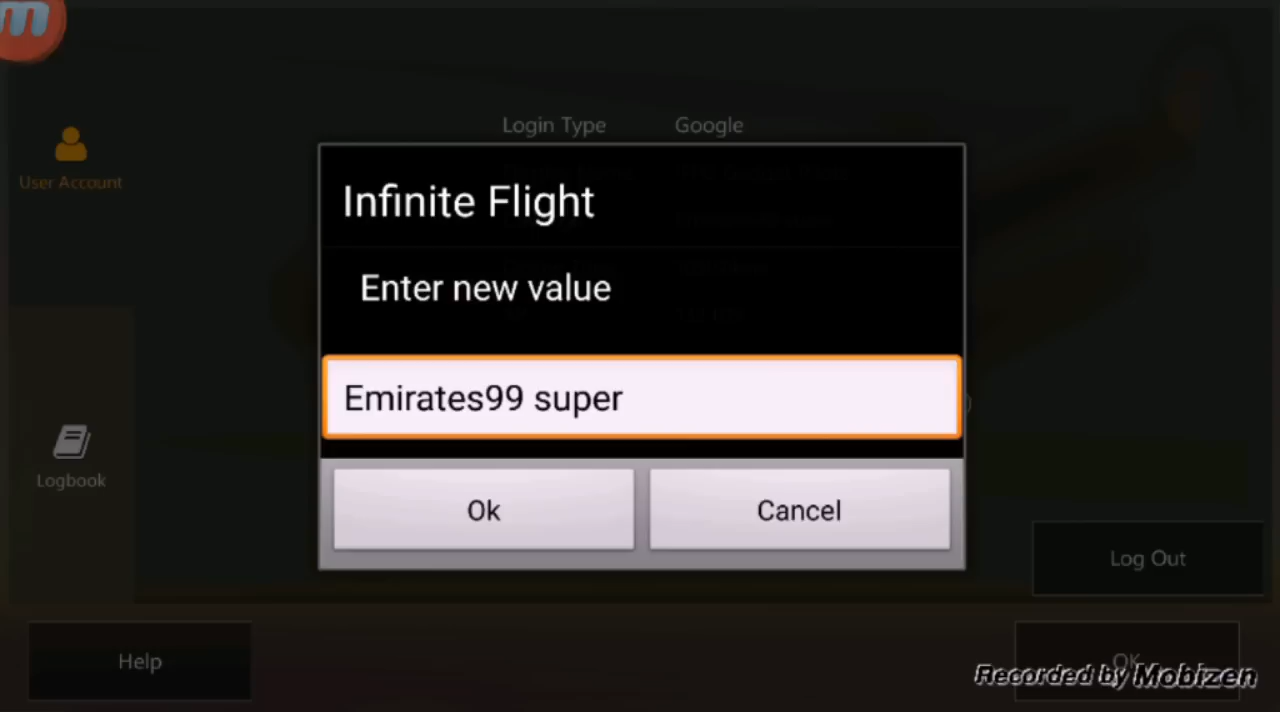 m
Login Type Google
User Account
Infinite Flight
Enter new value
Emirates99 super
Ok Cancel
Logbook
Log Out
Help
OK
Recorded by Mobizen